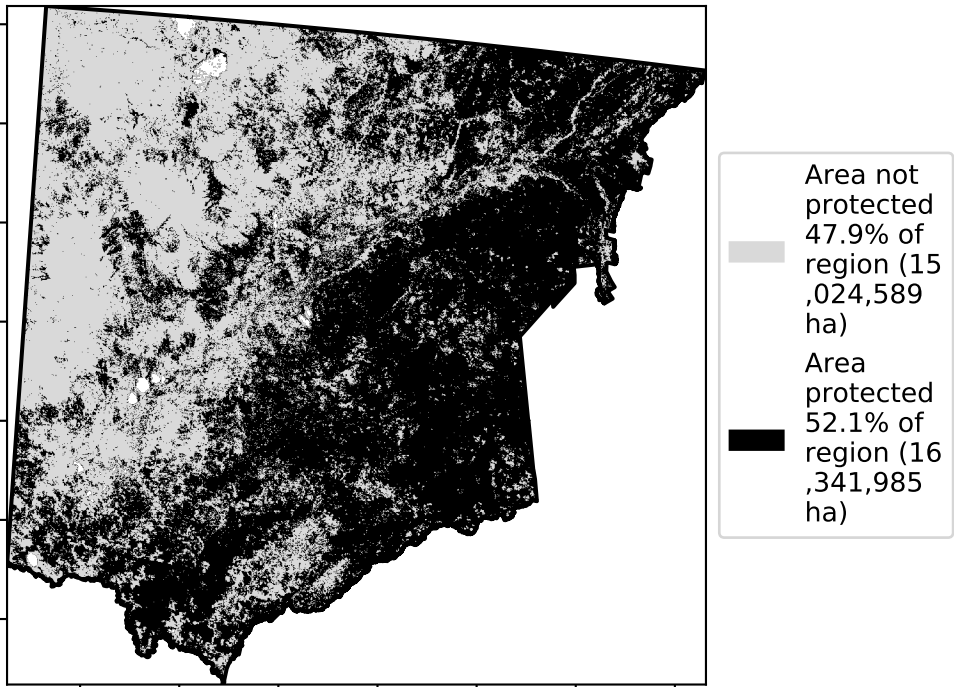 Area not
protected
47.9% of
region (15
,024,589
ha)
Area
protected
52.1% of
region (16
,341,985
ha)